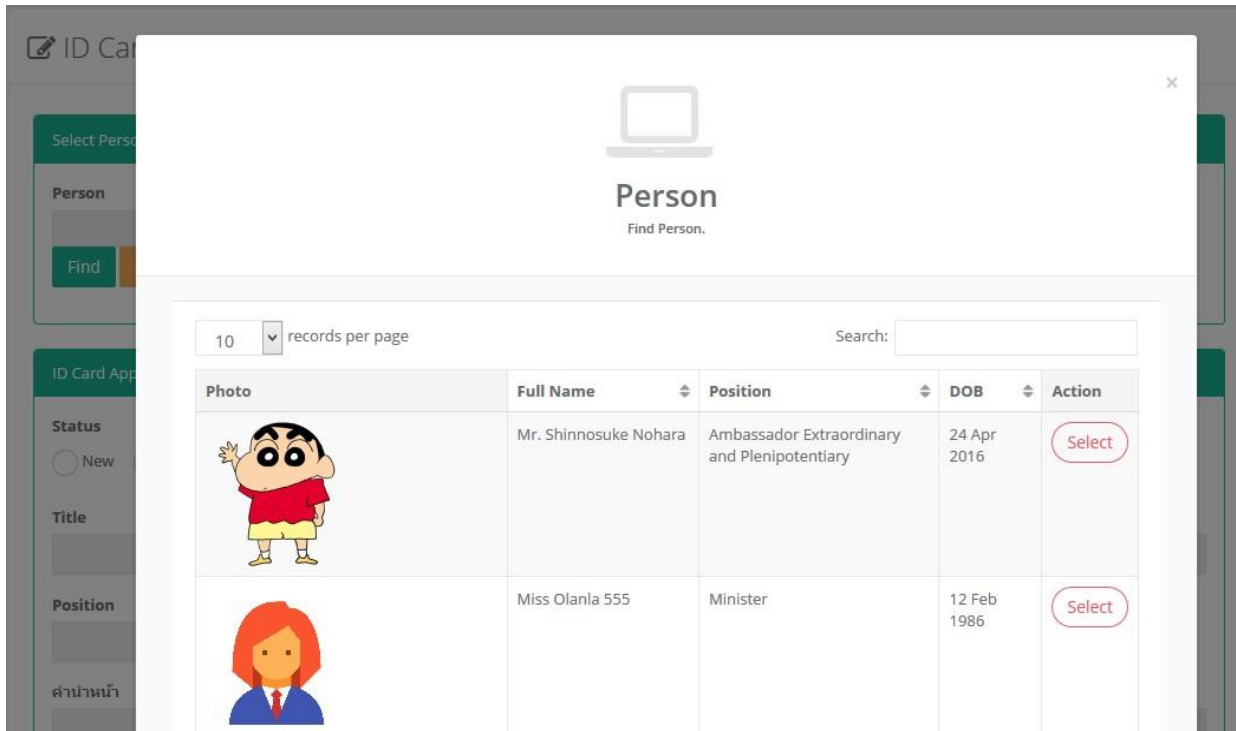 ID Car
×
Select Perso
Person
Find
Person
Find Person.
10 records per page
Search:
ID Card App
Photo Full Name Position DOB Action
Status
New
Mr. Shinnosuke Nohara Ambassador Extraordinary 24 Apr Select
and Plenipotentiary 2016
Title
Position
Miss Olanla 555 Minister 12 Feb Select
1986
คำนำหน้า